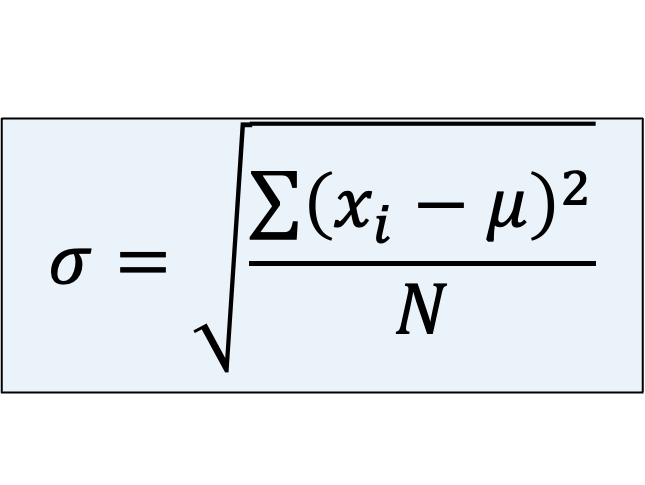 σ = √(∑(xᵢ − μ)² / N)